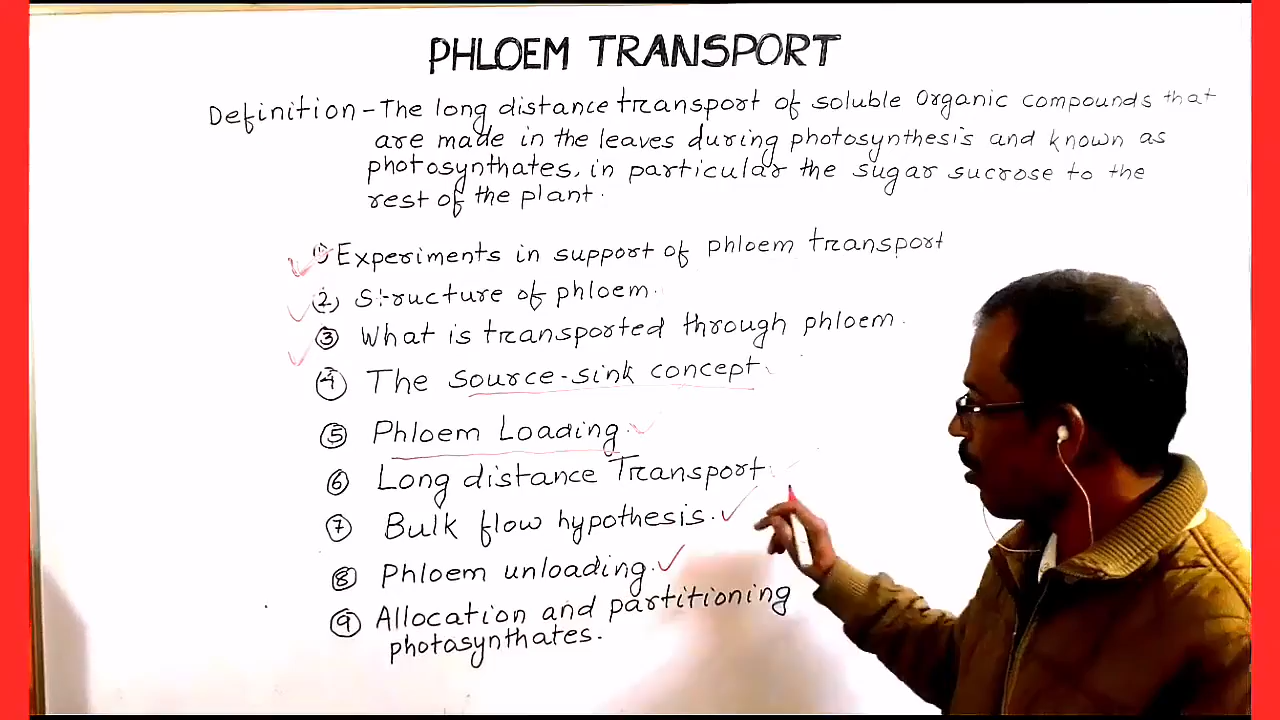 PHLOEM TRANSPORT
Definition - The long distance transport of soluble organic compounds that
are made in the leaves during photosynthesis and known as
photosynthates, in particular the sugar sucrose to the
rest of the plant.
1) Experiments in support of phloem transport
(2) Structure of phloem.
③ What is transported through phloem.
④ The source-sink concept.
⑤ Phloem Loading.
⑥ Long distance Transport.
⑦ Bulk flow hypothesis.
⑧ Phloem unloading.
⑨ Allocation and partitioning
photasynthates.